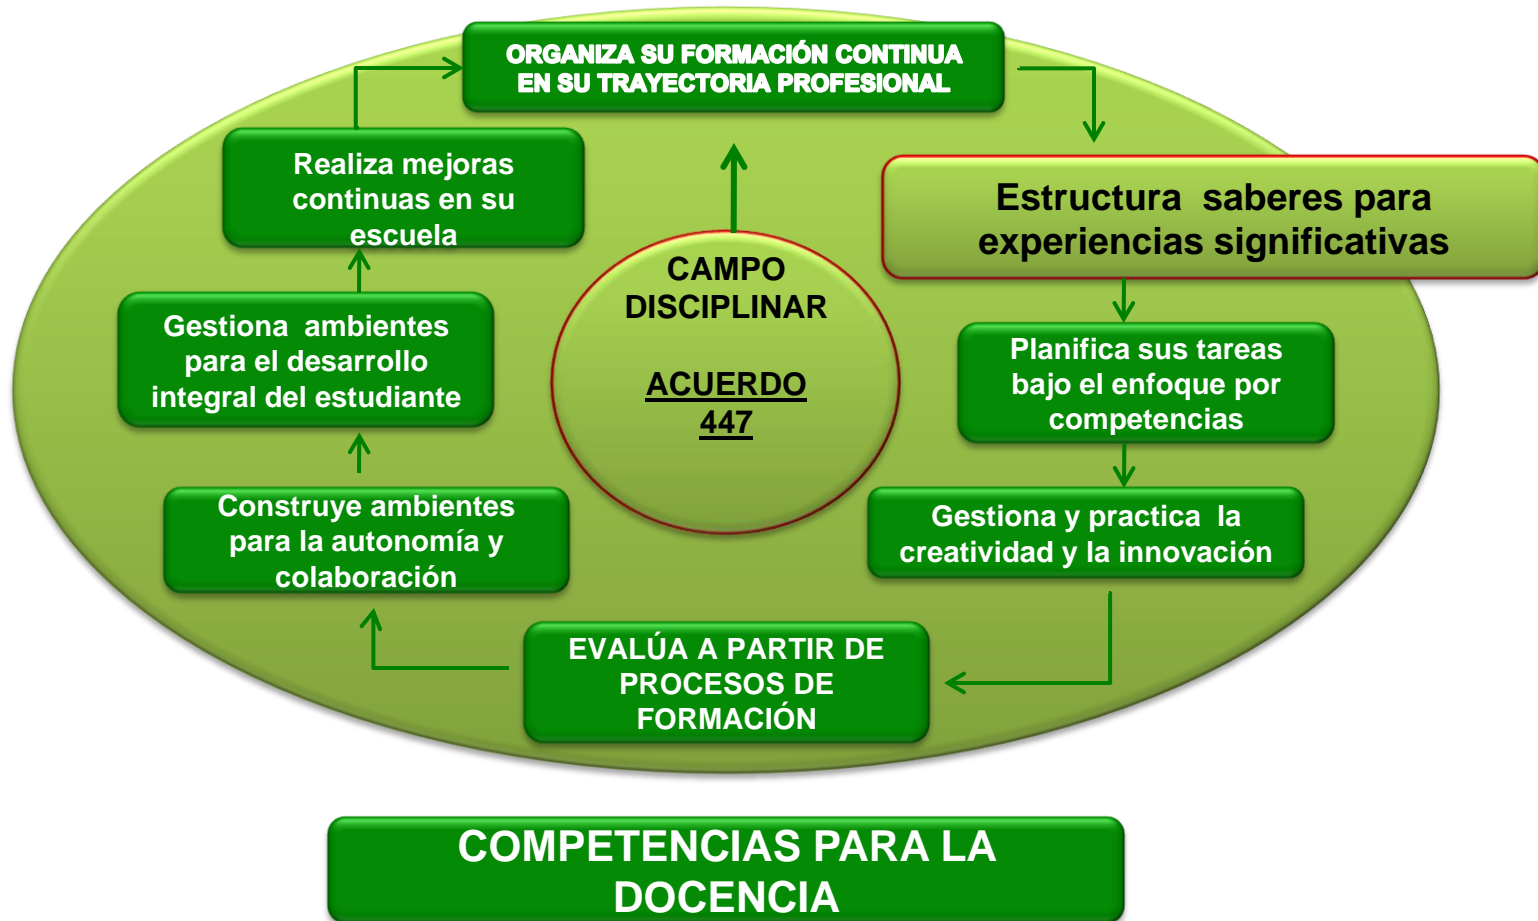 ORGANIZA SU FORMACIÓN CONTINUA
EN SU TRAYECTORIA PROFESIONAL
Estructura saberes para
experiencias significativas
Planifica sus tareas
bajo el enfoque por
competencias
Gestiona y practica la
creatividad y la innovación
EVALÚA A PARTIR DE
PROCESOS DE
FORMACIÓN
Construye ambientes
para la autonomía y
colaboración
Gestiona ambientes
para el desarrollo
integral del estudiante
Realiza mejoras
continuas en su
escuela
CAMPO
DISCIPLINAR
ACUERDO
447
COMPETENCIAS PARA LA
DOCENCIA